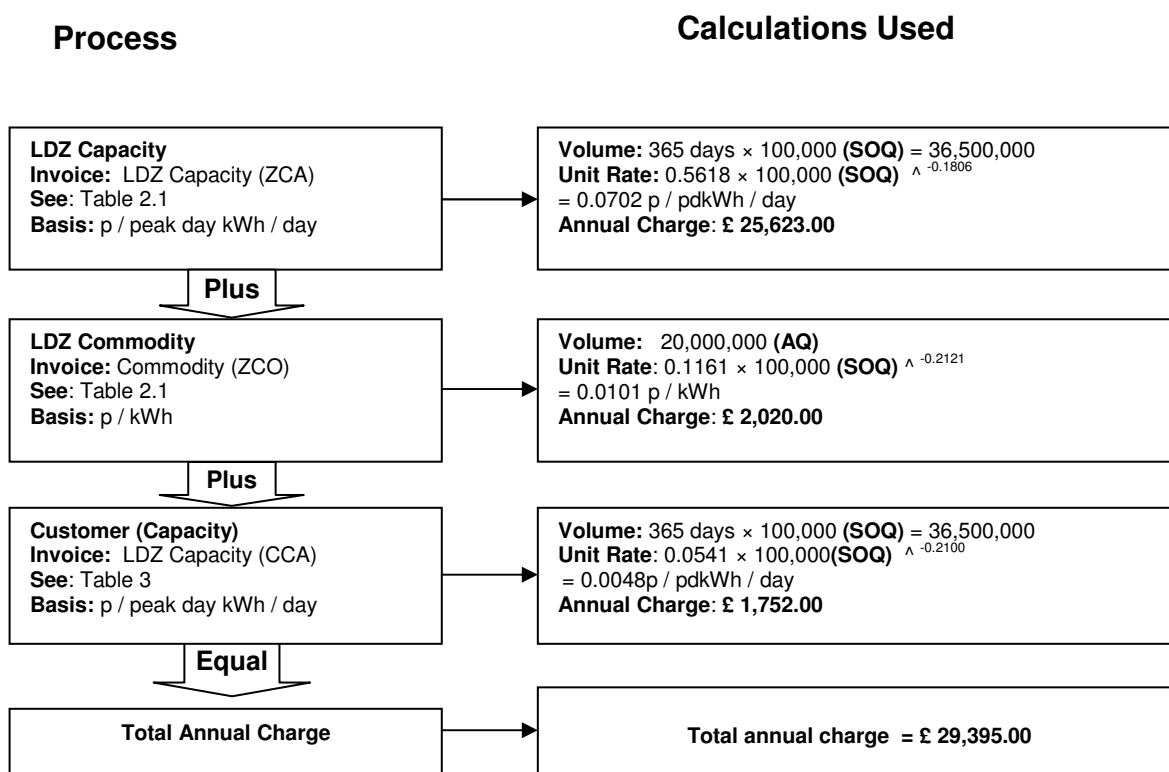 Process
Calculations Used
LDZ Capacity
Invoice: LDZ Capacity (ZCA)
See: Table 2.1
Basis: p / peak day kWh / day
Volume: 365 days × 100,000 (SOQ) = 36,500,000
Unit Rate: 0.5618 × 100,000 (SOQ) ^ -0.1806
= 0.0702 p / pdkWh / day
Annual Charge: £ 25,623.00
Plus
LDZ Commodity
Invoice: Commodity (ZCO)
See: Table 2.1
Basis: p / kWh
Volume: 20,000,000 (AQ)
Unit Rate: 0.1161 × 100,000 (SOQ) ^ -0.2121
= 0.0101 p / kWh
Annual Charge: £ 2,020.00
Plus
Customer (Capacity)
Invoice: LDZ Capacity (CCA)
See: Table 3
Basis: p / peak day kWh / day
Volume: 365 days × 100,000 (SOQ) = 36,500,000
Unit Rate: 0.0541 × 100,000(SOQ) ^ -0.2100
= 0.0048p / pdkWh / day
Annual Charge: £ 1,752.00
Equal
Total Annual Charge
Total annual charge = £ 29,395.00